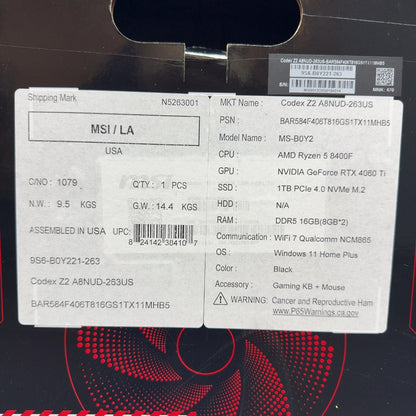 Codex Z2 A8NUD-263US-BAR584F406T816GS1TX11MHB5
9S6-B0Y221-263
S/N:
Shipping Mark N5263001
MSI / LA
USA
C/NO : 1079 QTY : 1 PCS
N.W. : 9.5 KGS G.W. : 14.4 KGS
ASSEMBLED IN USA UPC:
8 24142 38410 7
9S6-B0Y221-263
Codex Z2 A8NUD-263US
BAR584F406T816GS1TX11MHB5
MKT Name : Codex Z2 A8NUD-263US
PSN : BAR584F406T816GS1TX11MHB5
Model Name : MS-B0Y2
CPU : AMD Ryzen 5 8400F
GPU : NVIDIA GeForce RTX 4060 Ti
SSD : 1TB PCIe 4.0 NVMe M.2
HDD : N/A
RAM : DDR5 16GB(8GB*2)
Communication : WiFi 7 Qualcomm NCM865
OS : Windows 11 Home Plus
Color : Black
Accessory : Gaming KB + Mouse
⚠ WARNING: Cancer and Reproductive Ham
www.P65Warnings.ca.gov